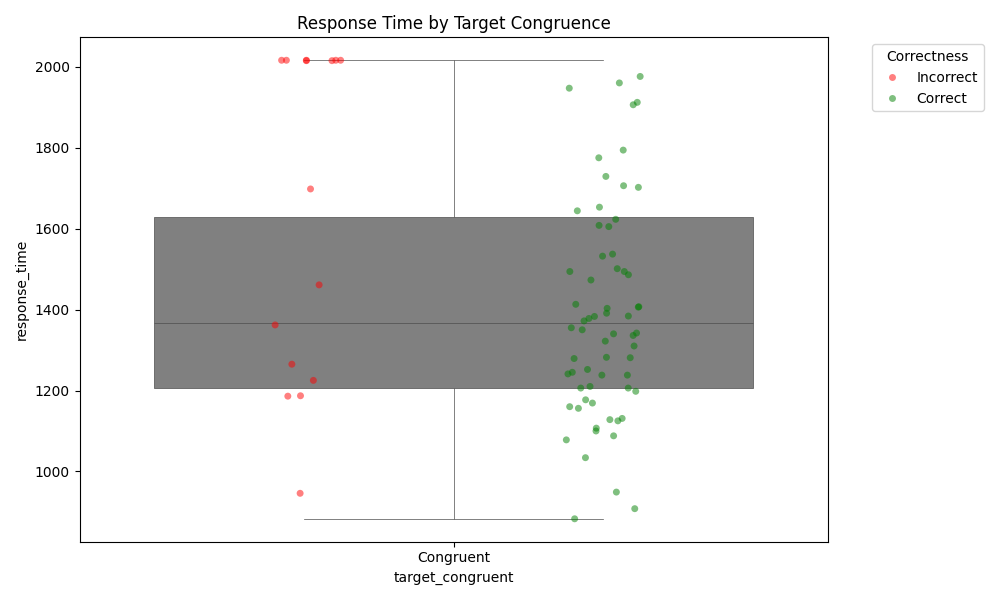 Response Time by Target Congruence
Correctness
Incorrect
Correct
response_time
2000
1800
1600
1400
1200
1000
Congruent
target_congruent